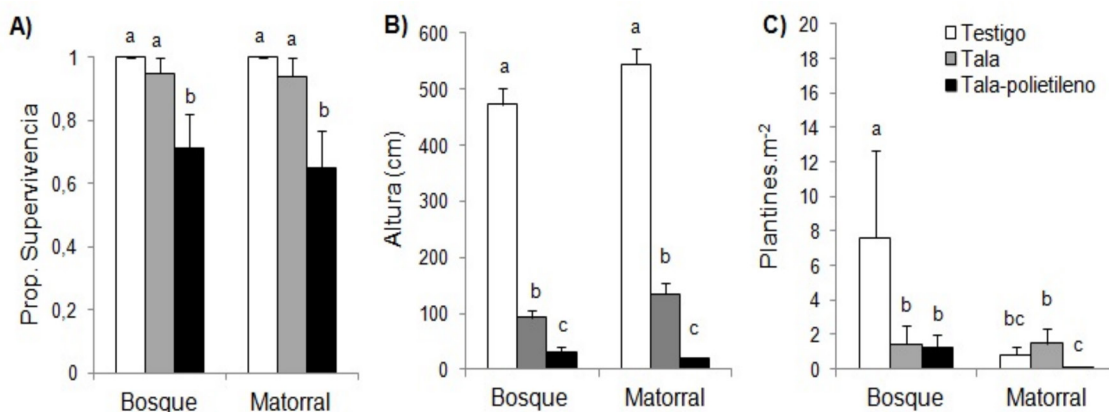 A)
Prop. Supervivencia
1
0,8
0,6
0,4
0,2
0
a a b
a a b
Bosque Matorral
B)
Altura (cm)
600
500
400
300
200
100
0
a b c
a b c
Bosque Matorral
C)
Plantines.m-2
20
18
16
14
12
10
8
6
4
2
0
Testigo
Tala
Tala-polietileno
a b b
bc b c
Bosque Matorral